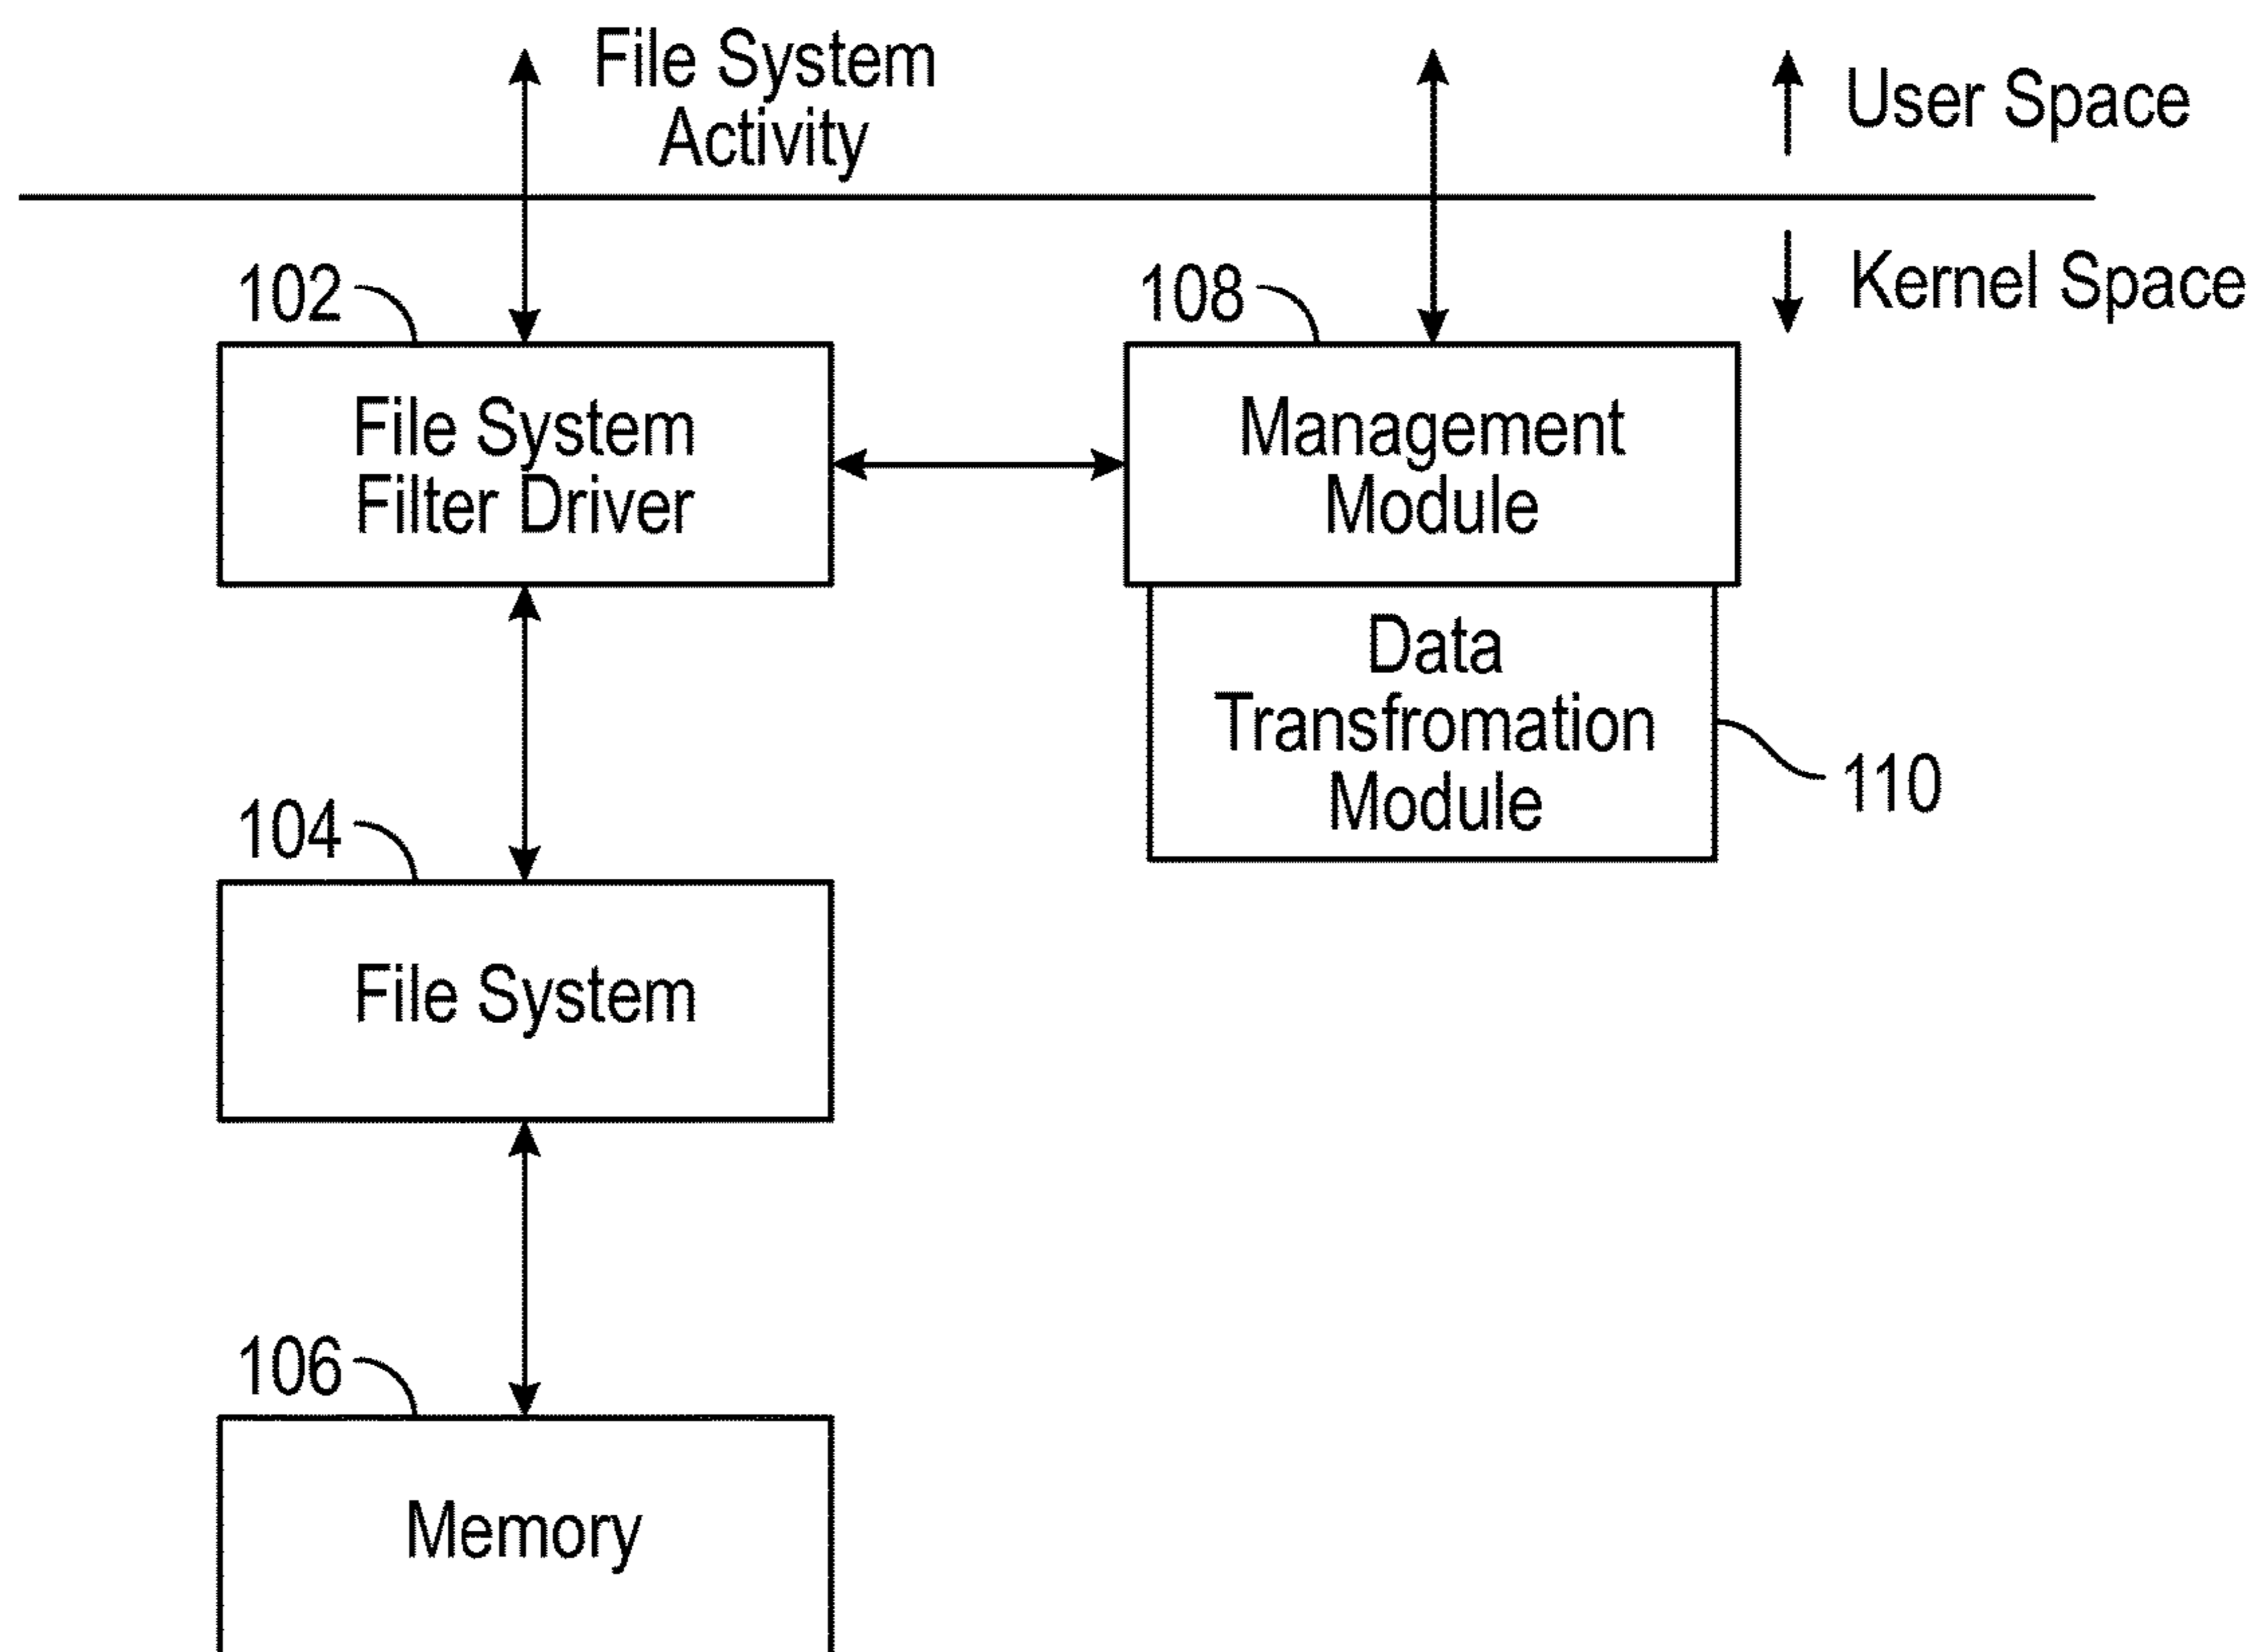 File System
Activity
User Space
Kernel Space
102
108
File System
Filter Driver
Management
Module
Data
Transfromation
Module
110
104
File System
106
Memory